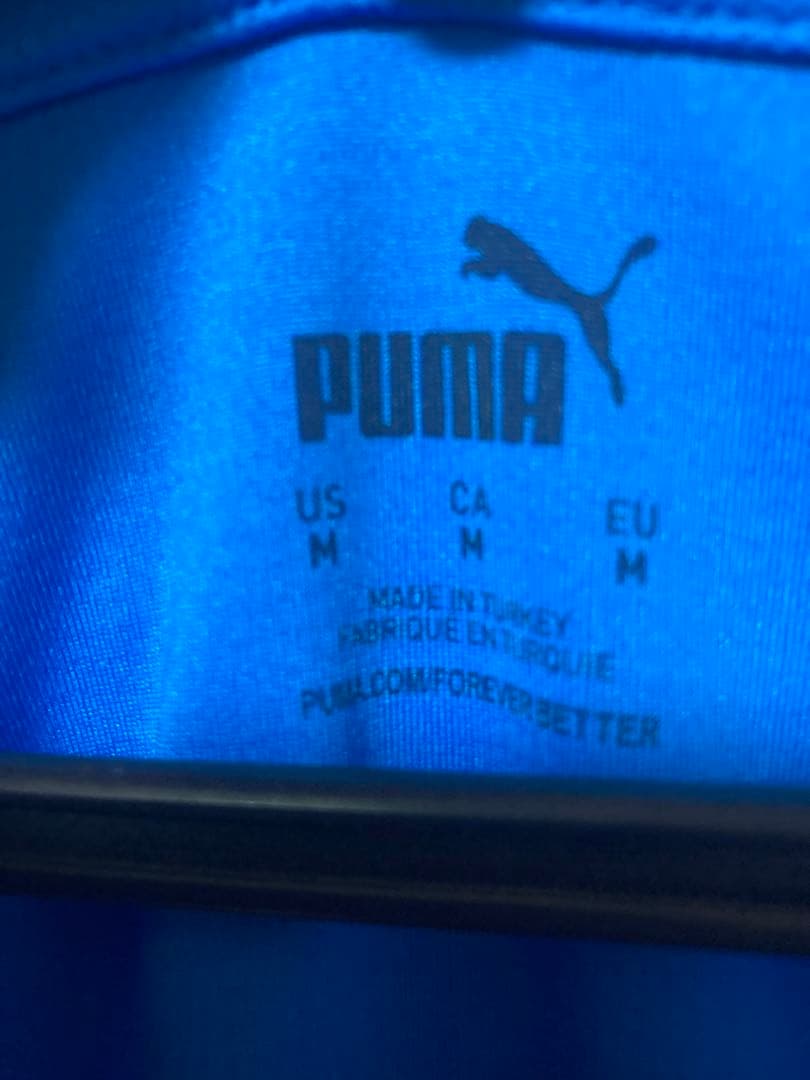 PUMA
US CA EU
M M M
MADE IN TURKEY
FABRIQUE EN TURQUIE
PUMA.COM/FOREVERBETTER